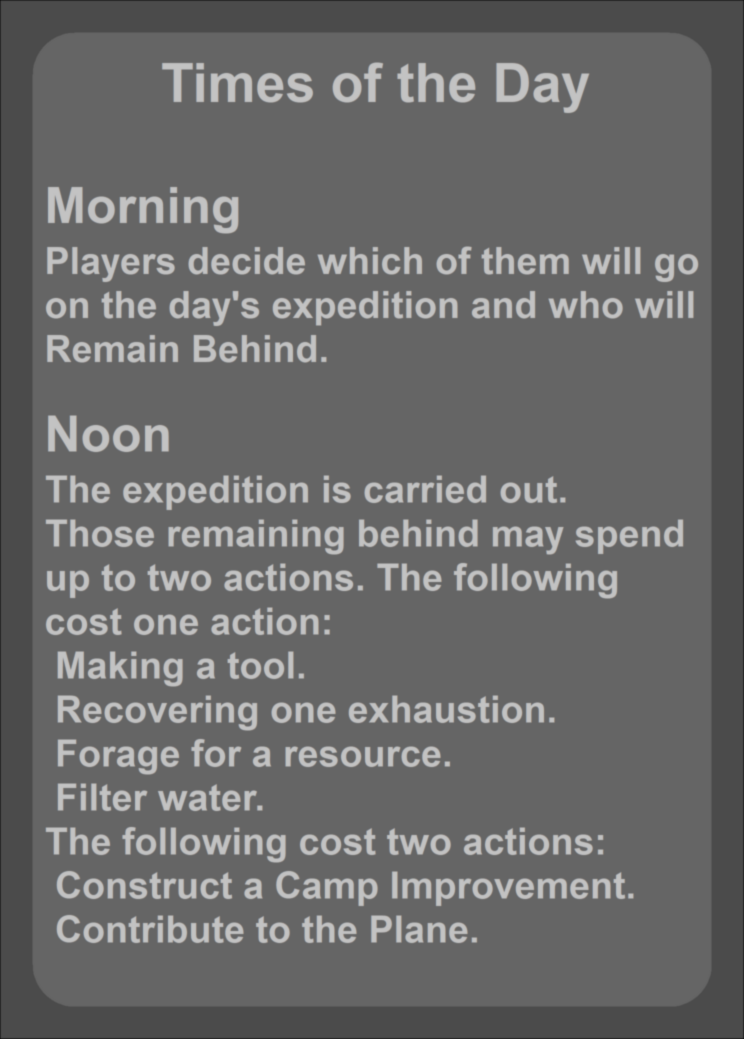 Times of the Day
Morning
Players decide which of them will go
on the day's expedition and who will
Remain Behind.
Noon
The expedition is carried out.
Those remaining behind may spend
up to two actions. The following
cost one action:
Making a tool.
Recovering one exhaustion.
Forage for a resource.
Filter water.
The following cost two actions:
Construct a Camp Improvement.
Contribute to the Plane.